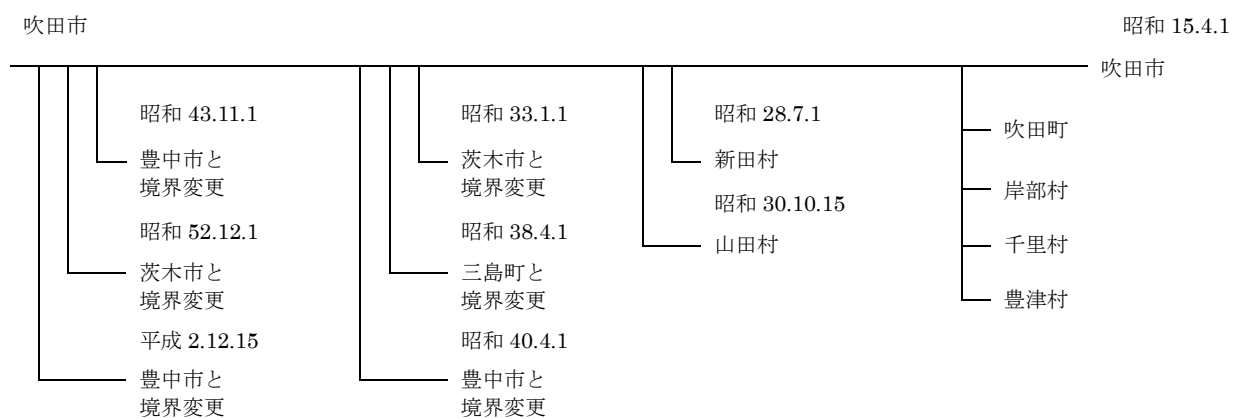 吹田市
昭和 15.4.1
吹田市
昭和 43.11.1
豊中市と
境界変更
昭和 52.12.1
茨木市と
境界変更
平成 2.12.15
豊中市と
境界変更
昭和 33.1.1
茨木市と
境界変更
昭和 38.4.1
三島町と
境界変更
昭和 40.4.1
豊中市と
境界変更
昭和 28.7.1
新田村
昭和 30.10.15
山田村
吹田町
岸部村
千里村
豊津村